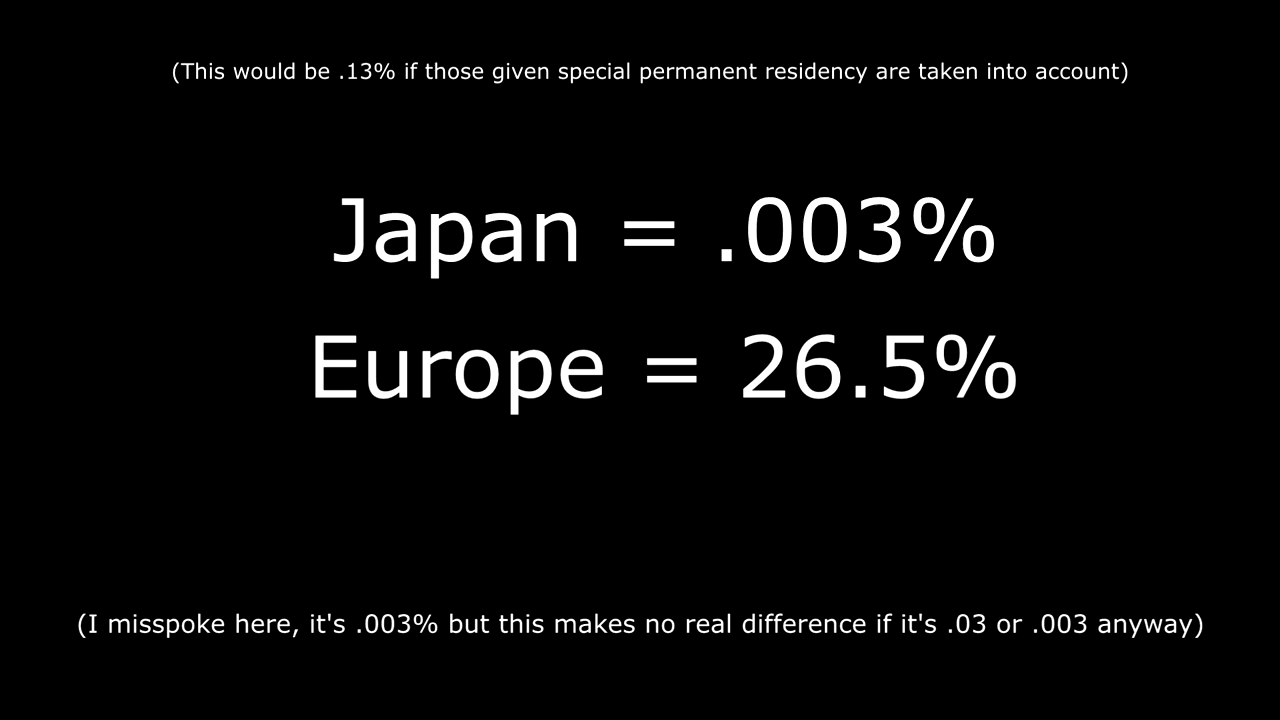 (This would be .13% if those given special permanent residency are taken into account)
Japan = .003%
Europe = 26.5%
(I misspoke here, it's .003% but this makes no real difference if it's .03 or .003 anyway)